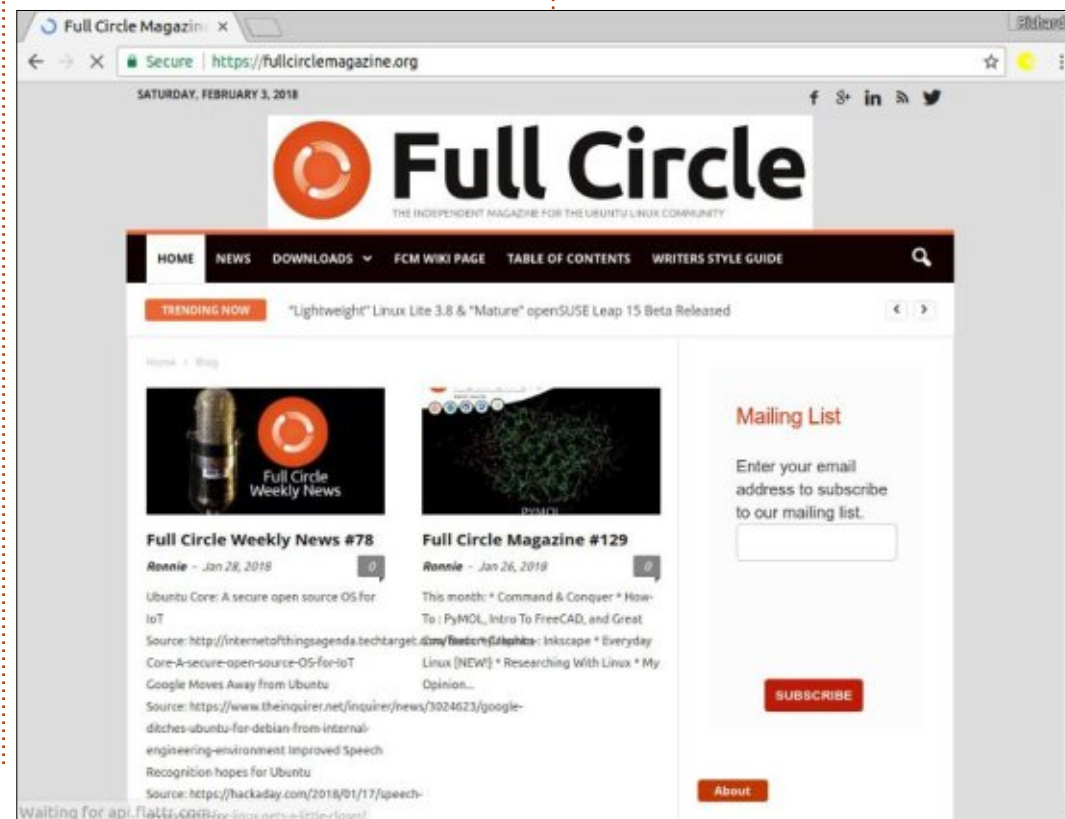 Full Circle Magazin
Richard
Secure
https://fullcirclemagazine.org
SATURDAY, FEBRUARY 3, 2018
Full Circle
THE INDEPENDENT MAGAZINE FOR THE UBUNTU LINUX COMMUNITY
HOME NEWS DOWNLOADS FCM WIKI PAGE TABLE OF CONTENTS WRITERS STYLE GUIDE
TRENDING NOW
"Lightweight" Linux Lite 3.8 & "Mature" openSUSE Leap 15 Beta Released
Home > Blog
Full Circle
Weekly News
Full Circle Weekly News #78
Ronnie - Jan 28, 2018
0
Ubuntu Core: A secure open source OS for
IoT
Source: http://internetofthingsagenda.techtarget.
Core-A-secure-open-source-OS-for-IoT
Google Moves Away from Ubuntu
Source: https://www.theinquirer.net/inquirer/news/3024623/google-
ditches-ubuntu-for-debian-from-internal-
engineering-environment Improved Speech
Recognition hopes for Ubuntu
Source: https://hackaday.com/2018/01/17/speech-
PYMOL
Full Circle Magazine #129
Ronnie - Jan 26, 2018
0
This month: * Command & Conquer * How-
To : PyMOL, Intro To FreeCAD, and Great
: Inkscape * Everyday
Linux [NEW!] * Researching With Linux * My
Opinion...
Mailing List
Enter your email
address to subscribe
to our mailing list.
SUBSCRIBE
About
Waiting for api.flattr.com